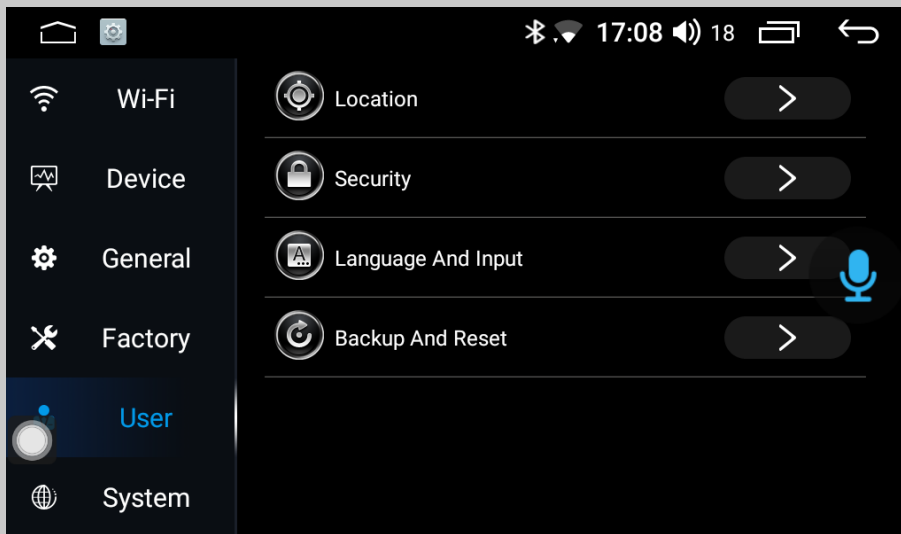 17:08 18
Wi-Fi
Device
General
Factory
User
System
Location
Security
Language And Input
Backup And Reset